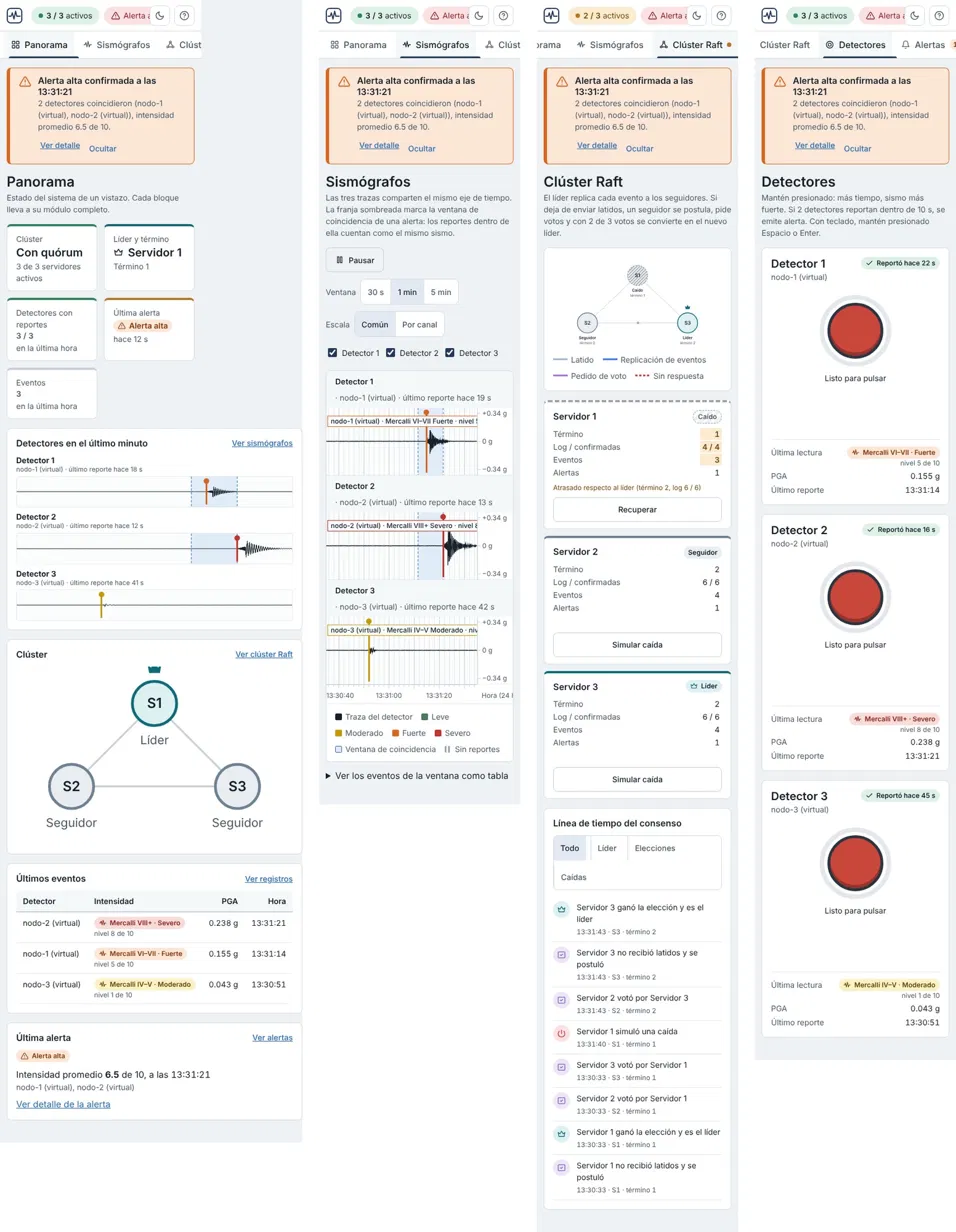 3 / 3 activos
Alerta a
Panorama
Sismógrafos
Clúst
Alerta alta confirmada a las
13:31:21
2 detectores coincidieron (nodo-1
(virtual), nodo-2 (virtual)), intensidad
promedio 6.5 de 10.
Ver detalle
Ocultar
Panorama
Estado del sistema de un vistazo. Cada bloque
lleva a su módulo completo.
Clúster
Con quórum
3 de 3 servidores
activos
Líder y término
Servidor 1
Término 1
Detectores con
reportes
3 / 3
en la última hora
Última alerta
Alerta alta
hace 12 s
Eventos
3
en la última hora
Detectores en el último minuto
Ver sismógrafos
Detector 1
nodo-1 (virtual) · último reporte hace 18 s
Detector 2
nodo-2 (virtual) · último reporte hace 12 s
Detector 3
nodo-3 (virtual) · último reporte hace 41 s
Clúster
Ver clúster Raft
S1
Líder
S2
S3
Seguidor
Seguidor
Últimos eventos
Ver registros
Detector Intensidad PGA Hora
nodo-2 (virtual) Mercalli VIII+ · Severo 0.238 g 13:31:21
nivel 8 de 10
nodo-1 (virtual) Mercalli VI-VII · Fuerte 0.155 g 13:31:14
nivel 5 de 10
nodo-3 (virtual) Mercalli IV-V · Moderado 0.043 g 13:30:51
nivel 1 de 10
Última alerta
Ver alertas
Alerta alta
Intensidad promedio 6.5 de 10, a las 13:31:21
nodo-1 (virtual), nodo-2 (virtual)
Ver detalle de la alerta
3 / 3 activos
Alerta a
Panorama
Sismógrafos
Clúst
Alerta alta confirmada a las
13:31:21
2 detectores coincidieron (nodo-1
(virtual), nodo-2 (virtual)), intensidad
promedio 6.5 de 10.
Ver detalle
Ocultar
Sismógrafos
Las tres trazas comparten el mismo eje de tiempo.
La franja sombreada marca la ventana de
coincidencia de una alerta: los reportes dentro de
ella cuentan como el mismo sismo.
Pausar
Ventana 30 s 1 min 5 min
Escala Común Por canal
Detector 1 Detector 2 Detector 3
Detector 1
· nodo-1 (virtual) · último reporte hace 19 s
+0.34 g
nodo-1 (virtual) · Mercalli VI-VII Fuerte · nivel
0 g
−0.34 g
Detector 2
· nodo-2 (virtual) · último reporte hace 13 s
+0.34 g
nodo-2 (virtual) · Mercalli VIII+ Severo · nivel 8
0 g
−0.34 g
Detector 3
· nodo-3 (virtual) · último reporte hace 42 s
+0.34 g
nodo-3 (virtual) · Mercalli IV-V Moderado · niv
0 g
−0.34 g
13:30:40 13:31:00 13:31:20 Hora (24
Traza del detector
Leve
Moderado
Fuerte
Severo
Ventana de coincidencia
Sin reportes
Ver los eventos de la ventana como tabla
2 / 3 activos
Alerta a
orama
Sismógrafos
Clúster Raft
Alerta alta confirmada a las
13:31:21
2 detectores coincidieron (nodo-1
(virtual), nodo-2 (virtual)), intensidad
promedio 6.5 de 10.
Ver detalle
Ocultar
Clúster Raft
El líder replica cada evento a los seguidores. Si
deja de enviar latidos, un seguidor se postula, pide
votos y con 2 de 3 votos se convierte en el nuevo
líder.
S1
Caído
término 1
S2
S3
Seguidor
Líder
término 2
término 2
Latido
Replicación de eventos
Pedido de voto
Sin respuesta
Servidor 1
Caído
Término 1
Log / confirmadas 4 / 4
Eventos 3
Alertas 1
Atrasado respecto al líder (término 2, log 6 / 6)
Recuperar
Servidor 2
Seguidor
Término 2
Log / confirmadas 6 / 6
Eventos 4
Alertas 1
Simular caída
Servidor 3
Líder
Término 2
Log / confirmadas 6 / 6
Eventos 4
Alertas 1
Simular caída
Línea de tiempo del consenso
Todo Líder Elecciones
Caídas
Servidor 3 ganó la elección y es el
líder
13:31:43 · S3 · término 2
Servidor 3 no recibió latidos y se
postuló
13:31:43 · S3 · término 2
Servidor 2 votó por Servidor 3
13:31:43 · S2 · término 2
Servidor 1 simuló una caída
13:31:40 · S1 · término 1
Servidor 3 votó por Servidor 1
13:30:33 · S3 · término 1
Servidor 2 votó por Servidor 1
13:30:33 · S2 · término 1
Servidor 1 ganó la elección y es el líder
13:30:33 · S1 · término 1
Servidor 1 no recibió latidos y se
postuló
13:30:33 · S1 · término 1
3 / 3 activos
Alerta a
Clúster Raft
Detectores
Alertas
1
Alerta alta confirmada a las
13:31:21
2 detectores coincidieron (nodo-1
(virtual), nodo-2 (virtual)), intensidad
promedio 6.5 de 10.
Ver detalle
Ocultar
Detectores
Mantén presionado: más tiempo, sismo más
fuerte. Si 2 detectores reportan dentro de 10 s, se
emite alerta. Con teclado, mantén presionado
Espacio o Enter.
Detector 1
Reportó hace 22 s
nodo-1 (virtual)
Listo para pulsar
Última lectura Mercalli VI-VII · Fuerte
nivel 5 de 10
PGA 0.155 g
Último reporte 13:31:14
Detector 2
Reportó hace 16 s
nodo-2 (virtual)
Listo para pulsar
Última lectura Mercalli VIII+ · Severo
nivel 8 de 10
PGA 0.238 g
Último reporte 13:31:21
Detector 3
Reportó hace 45 s
nodo-3 (virtual)
Listo para pulsar
Última lectura Mercalli IV-V · Moderado
nivel 1 de 10
PGA 0.043 g
Último reporte 13:30:51